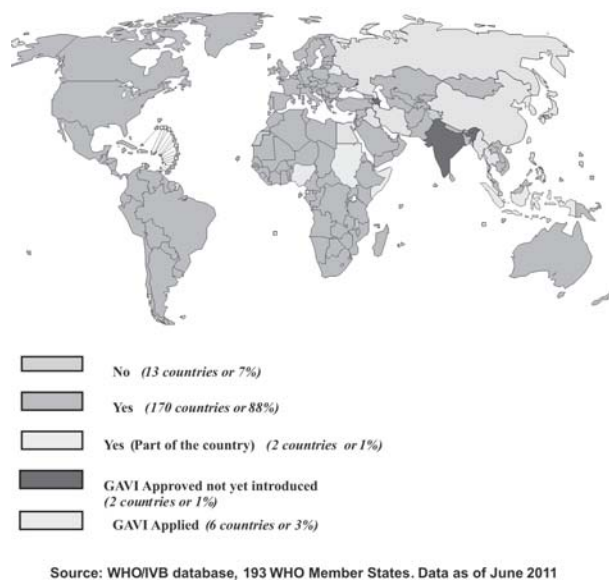 No (13 countries or 7%)
Yes (170 countries or 88%)
Yes (Part of the country) (2 countries or 1%)
GAVI Approved not yet introduced
(2 countries or 1%)
GAVI Applied (6 countries or 3%)
Source: WHO/IVB database, 193 WHO Member States. Data as of June 2011